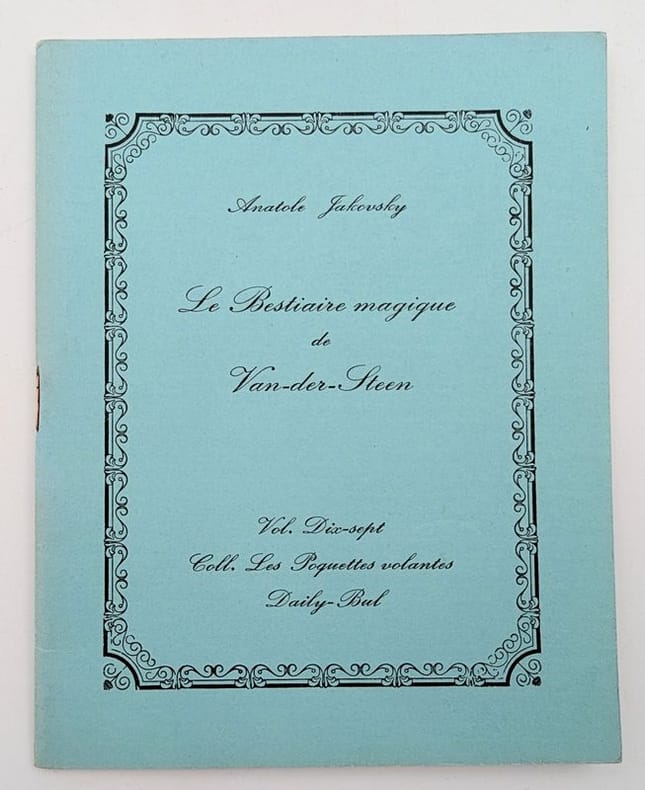 Anatole Jakovsky
Le Bestiaire magique
de
Van-der-Steen
Vol. Dix-sept
Coll. Les Poquettes volantes
Daily-Bul